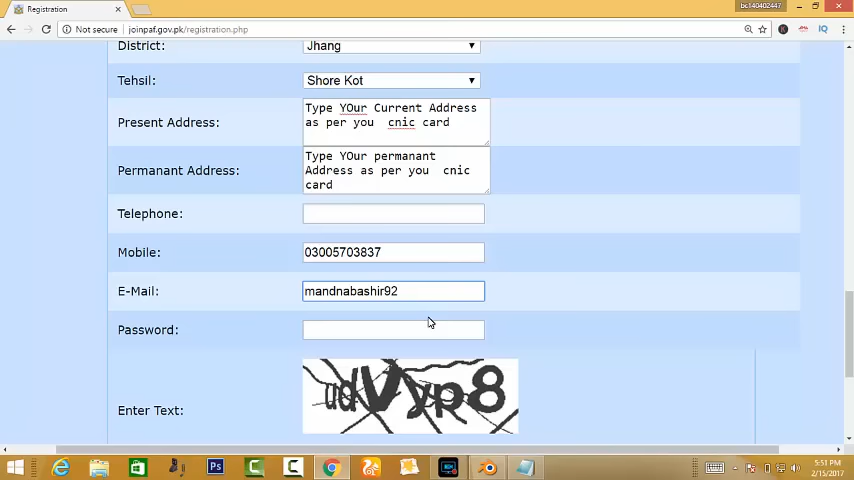 Registration
bc140402447
Not secure joinpaf.gov.pk/registration.php
District: Jhang
Tehsil: Shore Kot
Present Address: Type YOur Current Address
as per you cnic card
Permanant Address: Type YOur permanant
Address as per you cnic
card
Telephone:
Mobile: 03005703837
E-Mail: mandnabashir92
Password:
Enter Text:
5:51 PM
2/15/2017